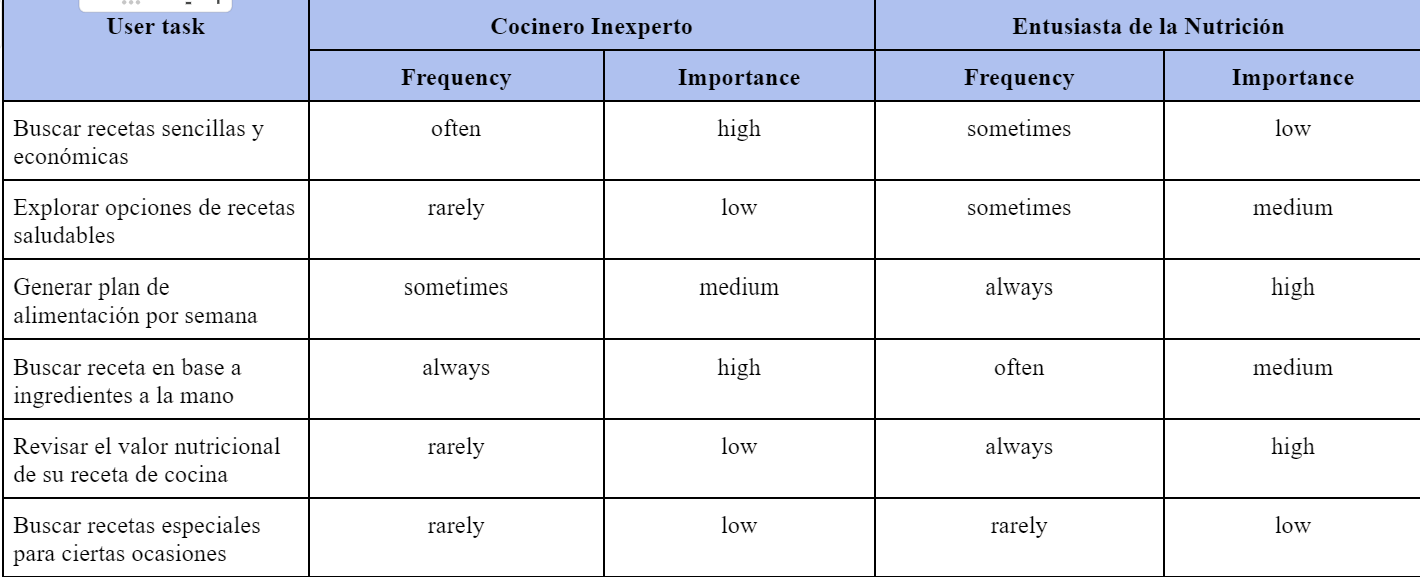 User task Cocinero Inexperto Entusiasta de la Nutrición
Frequency Importance Frequency Importance
Buscar recetas sencillas y
económicas
often high sometimes low
Explorar opciones de recetas
saludables
rarely low sometimes medium
Generar plan de
alimentación por semana
sometimes medium always high
Buscar receta en base a
ingredientes a la mano
always high often medium
Revisar el valor nutricional
de su receta de cocina
rarely low always high
Buscar recetas especiales
para ciertas ocasiones
rarely low rarely low